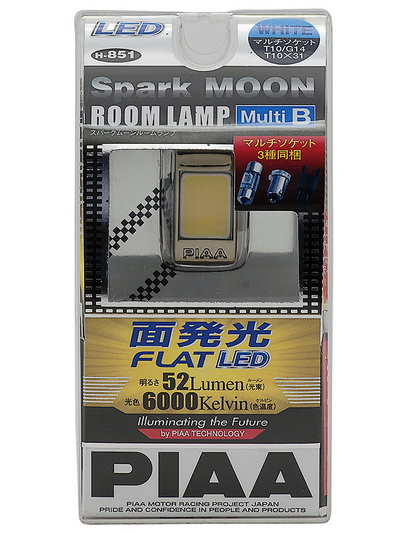 LED
H-851
WHITE
マルチソケット
T10/G14
T10×31
Spark MOON
ROOM LAMP Multi B
スパークムーンルームランプ
マルチソケット
3種同梱
PIAA
面発光
FLAT LED
明るさ 52Lumen ルーメン (光束)
光色 6000Kelvin ケルビン (色温度)
Illuminating the Future
by PIAA TECHNOLOGY
PIAA
PIAA MOTOR RACING PROJECT JAPAN
PRIDE AND CONFIDENCE IN PEOPLE AND PRODUCTS